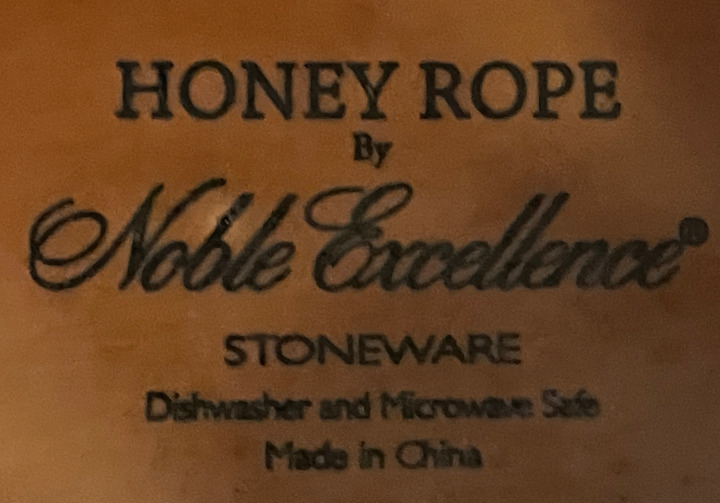 HONEY ROPE
By
Noble Excellence®
STONEWARE
Dishwasher and Microwave Safe
Made in China